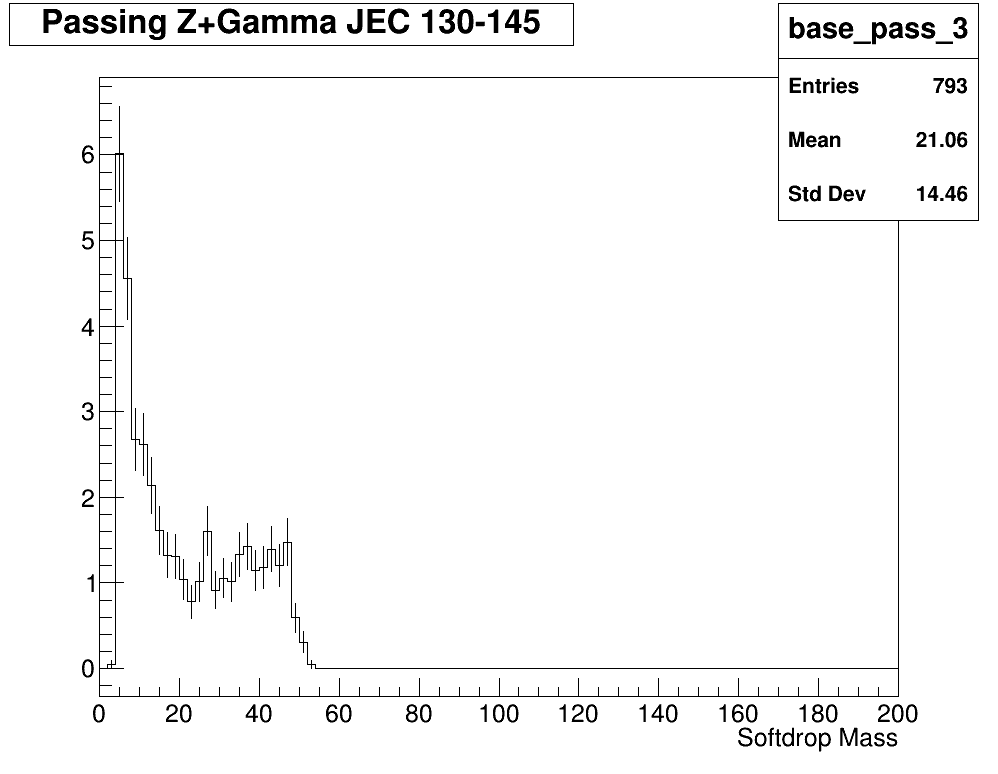 Passing Z+Gamma JEC 130-145
base_pass_3
Entries 793
Mean 21.06
Std Dev 14.46
6
5
4
3
2
1
0
0 20 40 60 80 100 120 140 160 180 200
Softdrop Mass